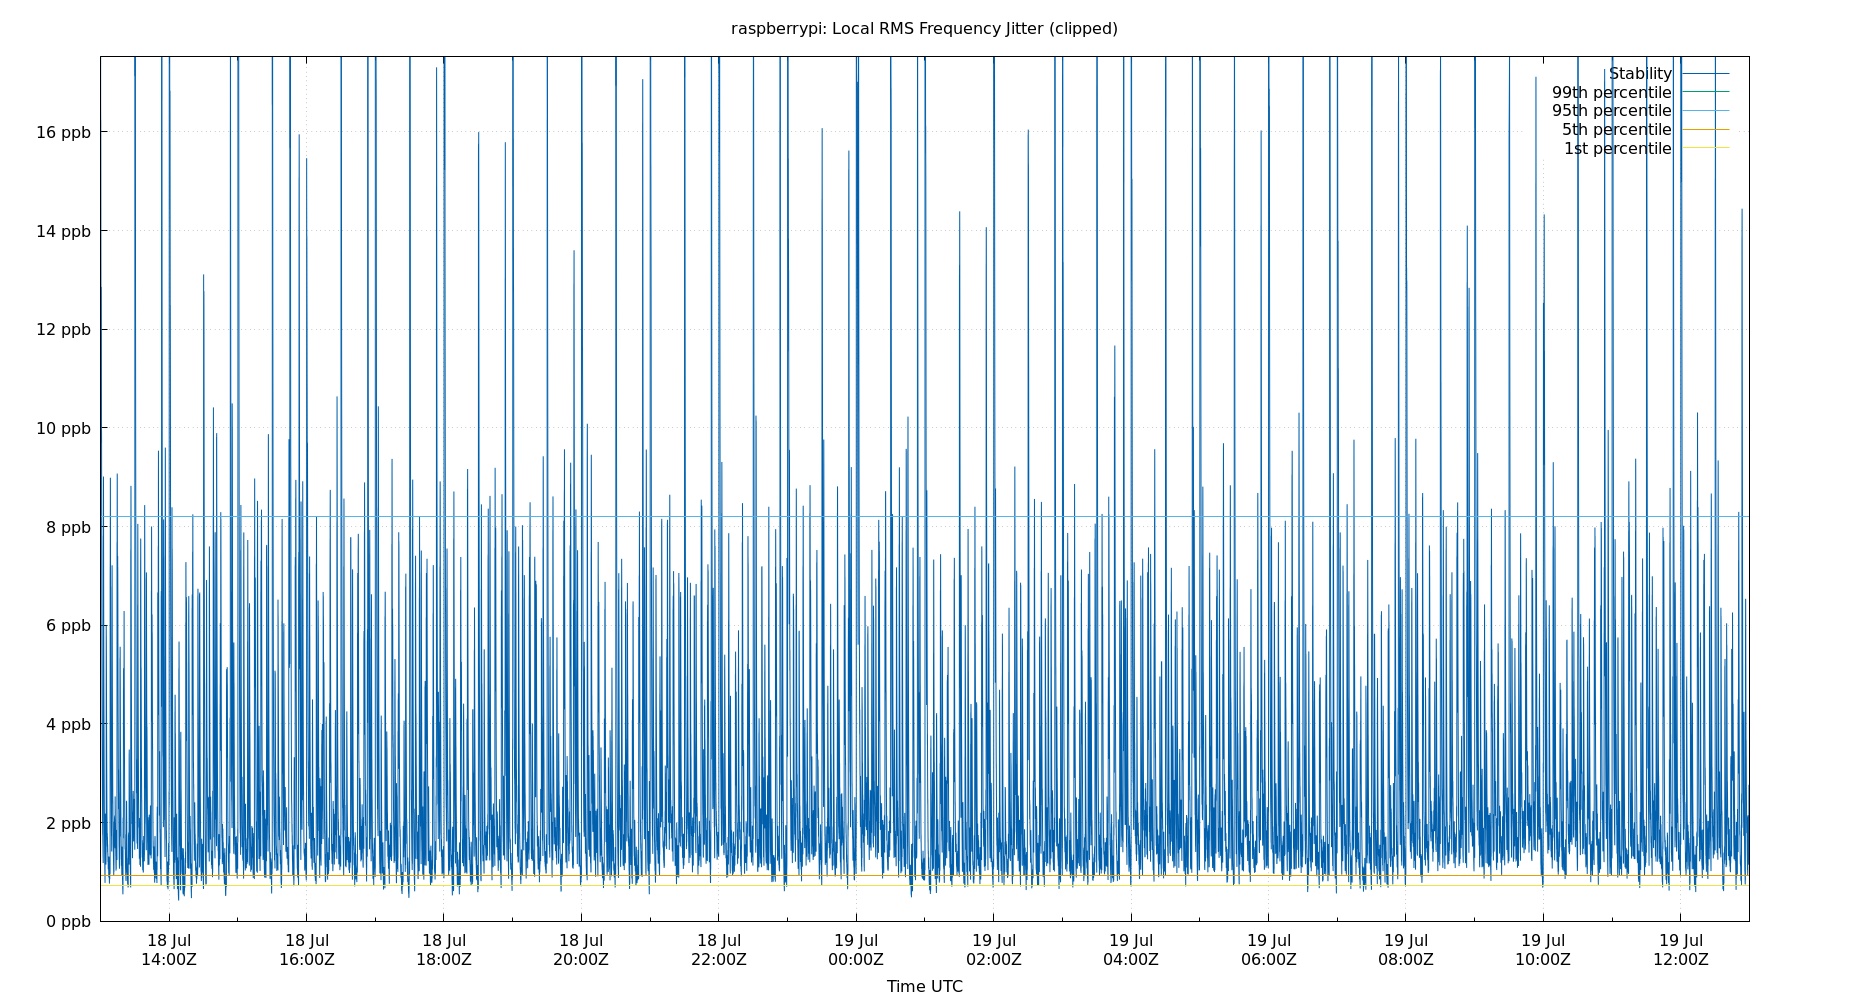 raspberrypi: Local RMS Frequency Jitter (clipped)
Stability
99th percentile
95th percentile
5th percentile
1st percentile
16 ppb
14 ppb
12 ppb
10 ppb
8 ppb
6 ppb
4 ppb
2 ppb
0 ppb
18 Jul 18 Jul 18 Jul 18 Jul 18 Jul 19 Jul 19 Jul 19 Jul 19 Jul 19 Jul 19 Jul 19 Jul
14:00Z 16:00Z 18:00Z 20:00Z 22:00Z 00:00Z 02:00Z 04:00Z 06:00Z 08:00Z 10:00Z 12:00Z
Time UTC